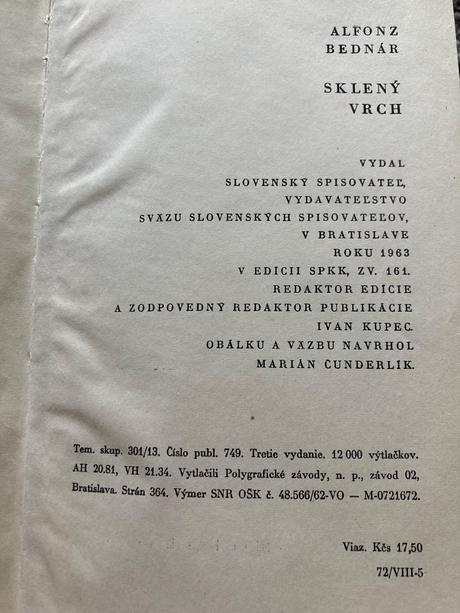 ALFONZ
BEDNÁR
SKLENÝ
VRCH
VYDAL
SLOVENSKÝ SPISOVATEĽ,
VYDAVATEĽSTVO
SVÄZU SLOVENSKÝCH SPISOVATEĽOV,
V BRATISLAVE
ROKU 1963
V EDÍCII SPKK, ZV. 161.
REDAKTOR EDÍCIE
A ZODPOVEDNÝ REDAKTOR PUBLIKÁCIE
IVAN KUPEC.
OBÁLKU A VÄZBU NAVRHOL
MARIÁN ČUNDERLÍK.
Tem. skup. 301/13. Číslo publ. 749. Tretie vydanie. 12 000 výtlačkov.
AH 20.81, VH 21.34. Vytlačili Polygrafické závody, n. p., závod 02,
Bratislava. Strán 364. Výmer SNR OŠK č. 48.566/62-VO — M-0721672.
Viaz. Kčs 17,50
72/VIII-5